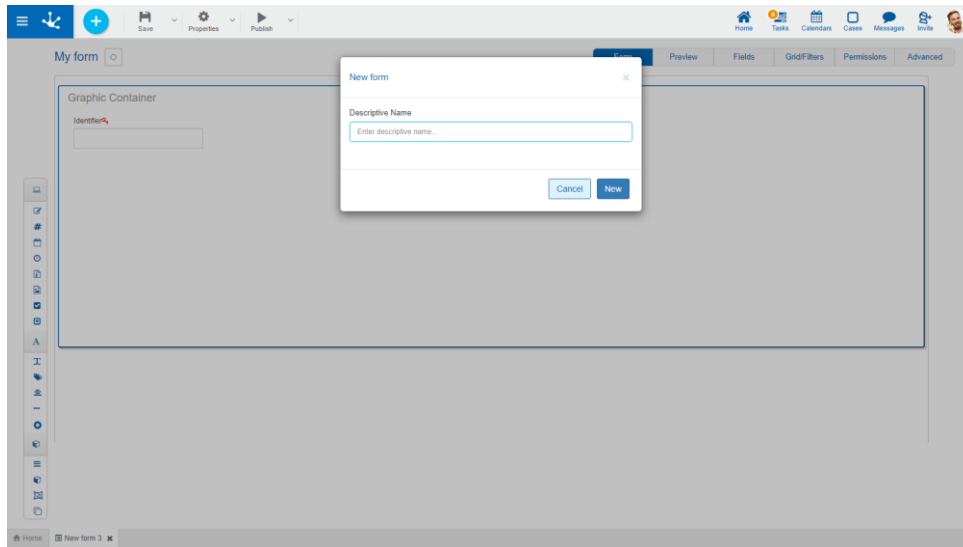 Save
Properties
Publish
Home
Tasks
Calendars
Cases
Messages
Invite
My form
Form
Preview
Fields
Grid/Filters
Permissions
Advanced
New form
Graphic Container
Identifier
Descriptive Name
Enter descriptive name...
Cancel
New
Home
New form 3